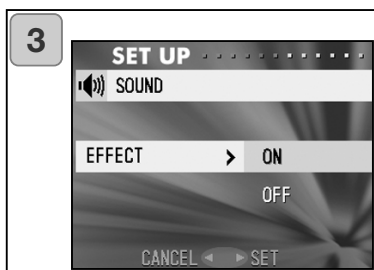 3
SET UP
SOUND
EFFECT > ON
OFF
CANCEL ◀ ▶ SET